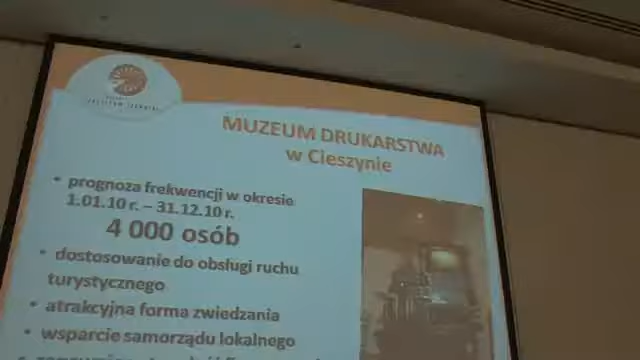 MUZEUM DRUKARSTWA
w Cieszynie
• prognoza frekwencji w okresie
1.01.10 r. – 31.12.10 r.
4 000 osób
• dostosowanie do obsługi ruchu
turystycznego
• atrakcyjna forma zwiedzania
• wsparcie samorządu lokalnego